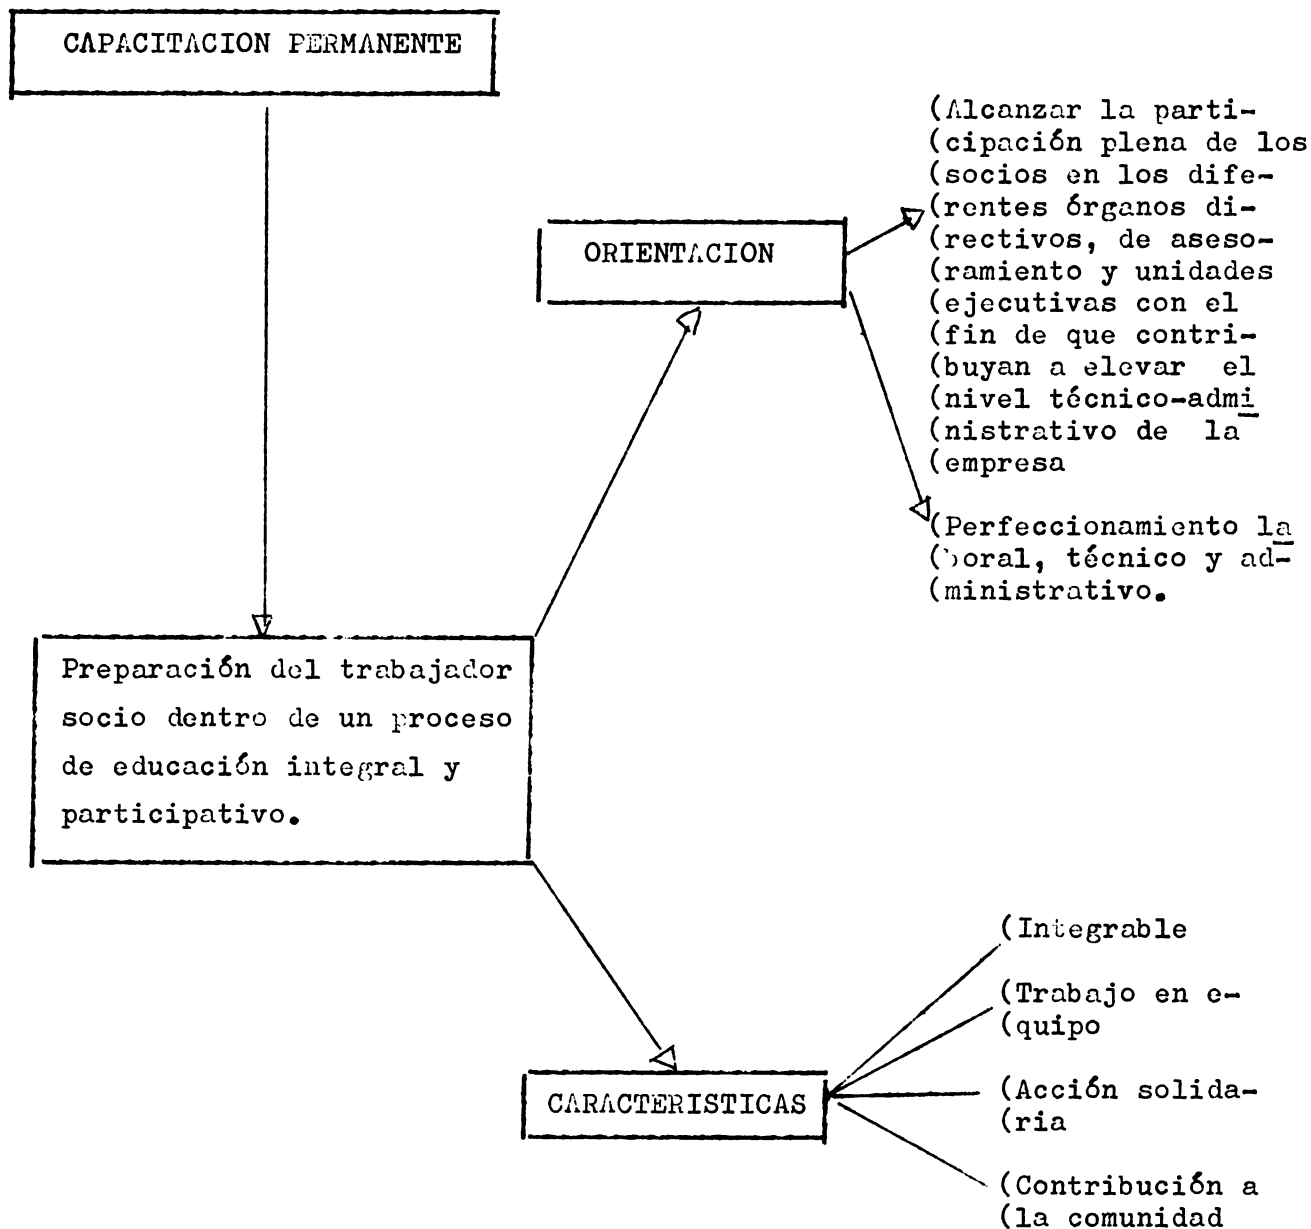 CAPACITACION PERMANENTE
(Alcanzar la parti-
(cipación plena de los
(socios en los dife-
(rentes órganos di-
(rectivos, de aseso-
(ramiento y unidades
(ejecutivas con el
(fin de que contri-
(buyan a elevar el
(nivel técnico-admi
(nistrativo de la
(empresa
ORIENTACION
(Perfeccionamiento la
(boral, técnico y ad-
(ministrativo.
Preparación del trabajador
socio dentro de un proceso
de educación integral y
participativo.
(Integrable
(Trabajo en e-
(quipo
CARACTERISTICAS
(Acción solida-
(ria
(Contribución a
(la comunidad